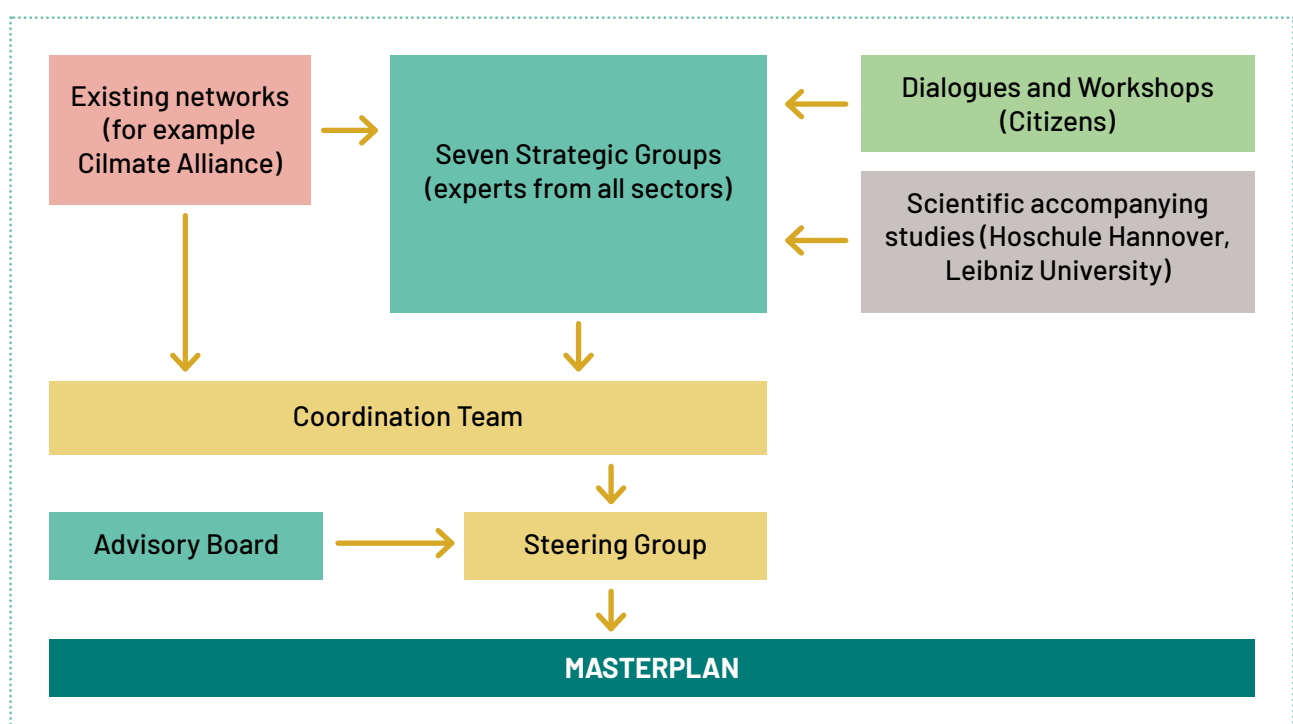 Existing networks
(for example
Cilmate Alliance)
Seven Strategic Groups
(experts from all sectors)
Dialogues and Workshops
(Citizens)
Scientific accompanying
studies (Hoschule Hannover,
Leibniz University)
Coordination Team
Advisory Board
Steering Group
MASTERPLAN